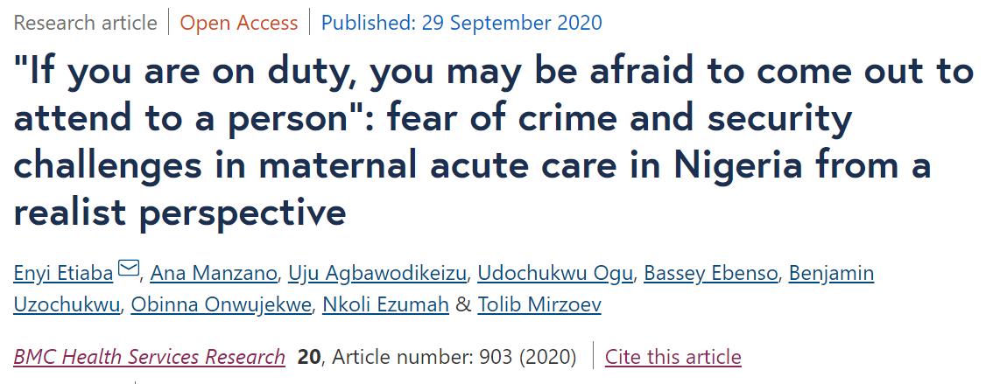 Research article | Open Access | Published: 29 September 2020
"If you are on duty, you may be afraid to come out to
attend to a person": fear of crime and security
challenges in maternal acute care in Nigeria from a
realist perspective
Enyi Etiaba, Ana Manzano, Uju Agbawodikeizu, Udochukwu Ogu, Bassey Ebenso, Benjamin
Uzochukwu, Obinna Onwujekwe, Nkoli Ezumah & Tolib Mirzoev
BMC Health Services Research 20, Article number: 903 (2020) | Cite this article